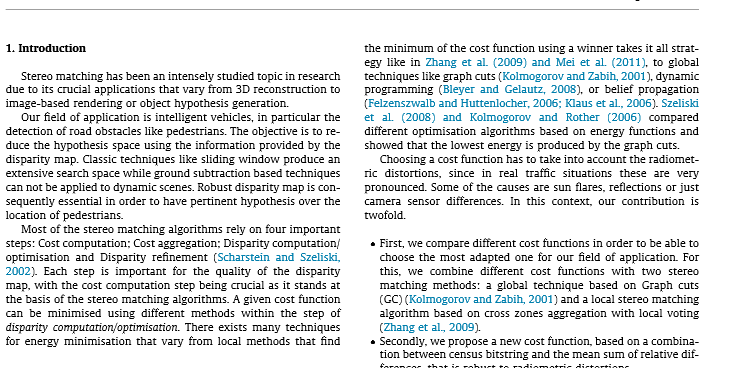 1. Introduction
Stereo matching has been an intensely studied topic in research
due to its crucial applications that vary from 3D reconstruction to
image-based rendering or object hypothesis generation.
Our field of application is intelligent vehicles, in particular the
detection of road obstacles like pedestrians. The objective is to re-
duce the hypothesis space using the information provided by the
disparity map. Classic techniques like sliding window produce an
extensive search space while ground subtraction based techniques
can not be applied to dynamic scenes. Robust disparity map is con-
sequently essential in order to have pertinent hypothesis over the
location of pedestrians.
Most of the stereo matching algorithms rely on four important
steps: Cost computation; Cost aggregation; Disparity computation/
optimisation and Disparity refinement (Scharstein and Szeliski,
2002). Each step is important for the quality of the disparity
map, with the cost computation step being crucial as it stands at
the basis of the stereo matching algorithms. A given cost function
can be minimised using different methods within the step of
disparity computation/optimisation. There exists many techniques
for energy minimisation that vary from local methods that find
the minimum of the cost function using a winner takes it all strat-
egy like in Zhang et al. (2009) and Mei et al. (2011), to global
techniques like graph cuts (Kolmogorov and Zabih, 2001), dynamic
programming (Bleyer and Gelautz, 2008), or belief propagation
(Felzenszwalb and Huttenlocher, 2006; Klaus et al., 2006). Szeliski
et al. (2008) and Kolmogorov and Rother (2006) compared
different optimisation algorithms based on energy functions and
showed that the lowest energy is produced by the graph cuts.
Choosing a cost function has to take into account the radiomet-
ric distortions, since in real traffic situations these are very
pronounced. Some of the causes are sun flares, reflections or just
camera sensor differences. In this context, our contribution is
twofold.
• First, we compare different cost functions in order to be able to
choose the most adapted one for our field of application. For
this, we combine different cost functions with two stereo
matching methods: a global technique based on Graph cuts
(GC) (Kolmogorov and Zabih, 2001) and a local stereo matching
algorithm based on cross zones aggregation with local voting
(Zhang et al., 2009).
• Secondly, we propose a new cost function, based on a combina-
tion between census bitstring and the mean sum of relative dif-
ferences, that is robust to radiometric distortions.